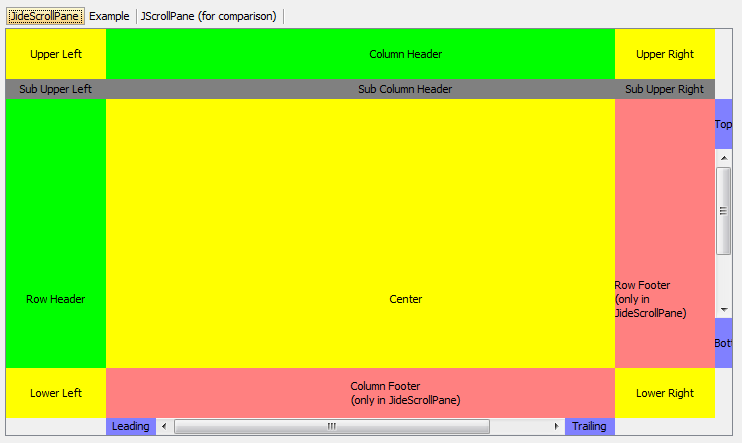 JideScrollPane Example JScrollPane (for comparison)
Upper Left Column Header Upper Right
Sub Upper Left Sub Column Header Sub Upper Right
Top
Row Header Center Row Footer
(only in
JideScrollPane)
Bott
Lower Left Column Footer
(only in JideScrollPane) Lower Right
Leading Trailing